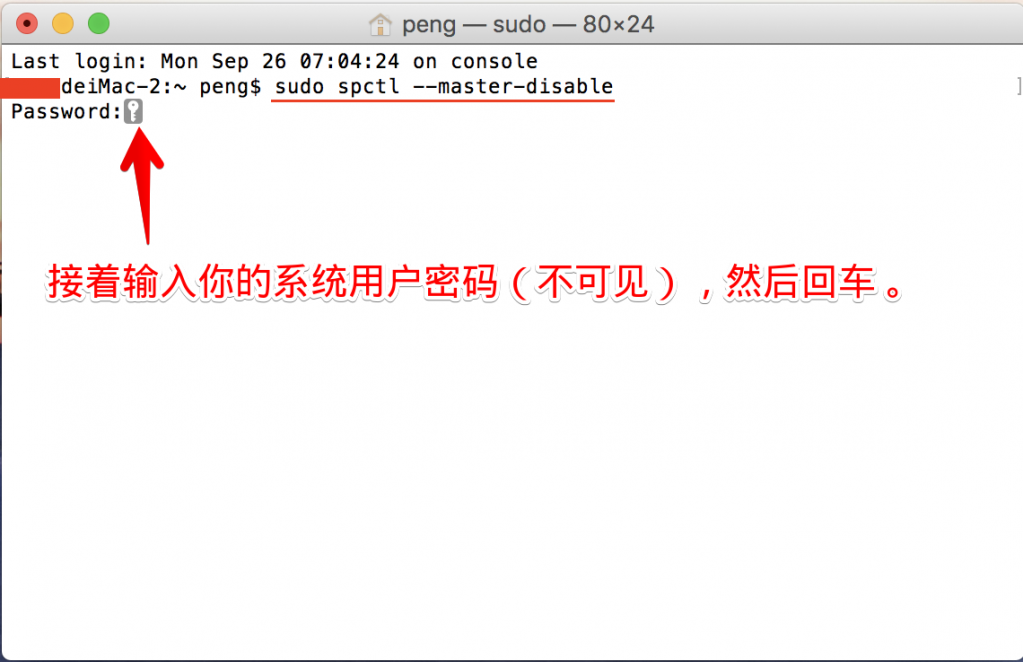 peng — sudo — 80×24
Last login: Mon Sep 26 07:04:24 on console
deiMac-2:~ peng$ sudo spctl --master-disable
Password:
接着输入你的系统用户密码（不可见），然后回车。